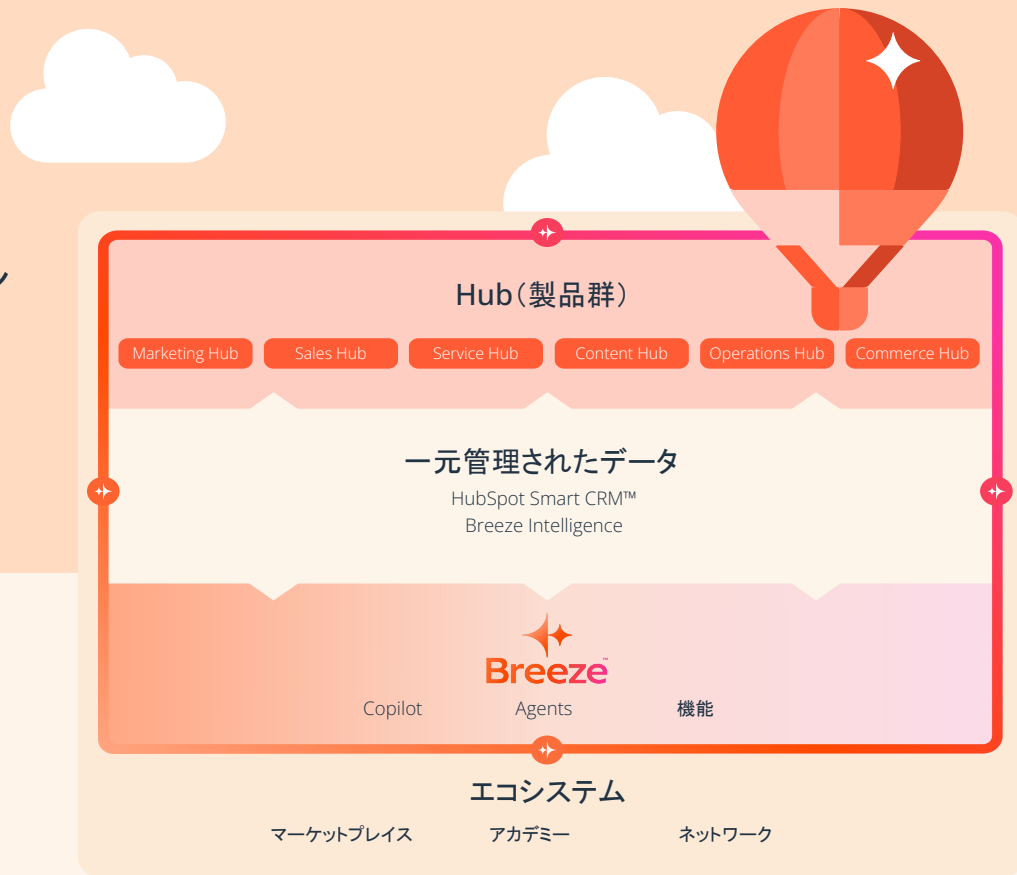 ン
Hub（製品群）
Marketing Hub Sales Hub Service Hub Content Hub Operations Hub Commerce Hub
一元管理されたデータ
HubSpot Smart CRM™
Breeze Intelligence
Breeze™
Copilot Agents 機能
エコシステム
マーケットプレイス アカデミー ネットワーク